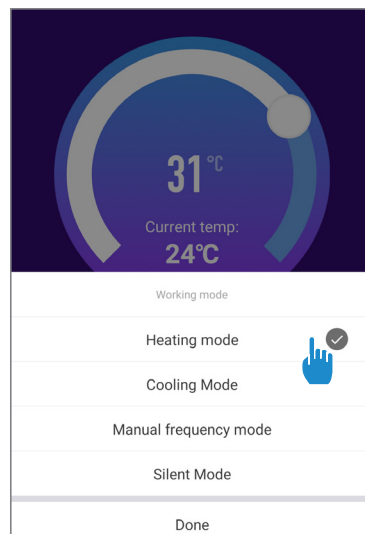 31°C
Current temp:
24°C
Working mode
Heating mode
Cooling Mode
Manual frequency mode
Silent Mode
Done